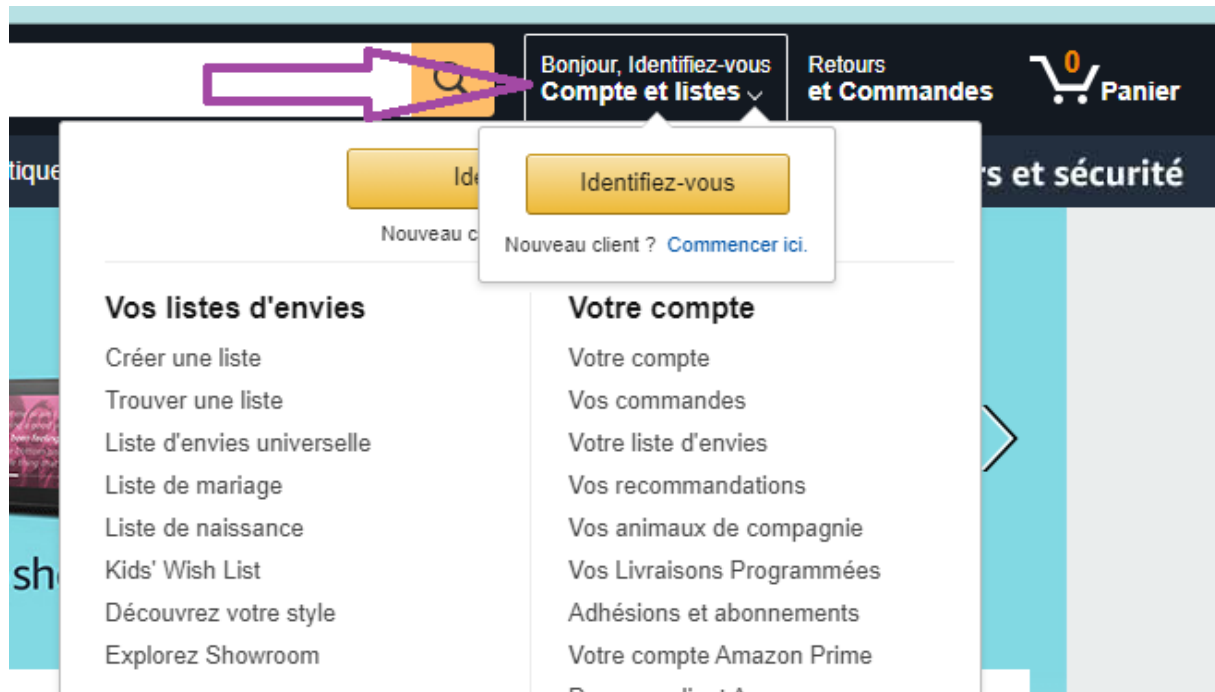 Bonjour, Identifiez-vous
Compte et listes
Retours
et Commandes
0
Panier
et sécurité
Identifiez-vous
Nouveau client ? Commencer ici.
Nouveau
Vos listes d'envies
Créer une liste
Trouver une liste
Liste d'envies universelle
Liste de mariage
Liste de naissance
Kids' Wish List
Découvrez votre style
Explorez Showroom
Votre compte
Votre compte
Vos commandes
Votre liste d'envies
Vos recommandations
Vos animaux de compagnie
Vos Livraisons Programmées
Adhésions et abonnements
Votre compte Amazon Prime